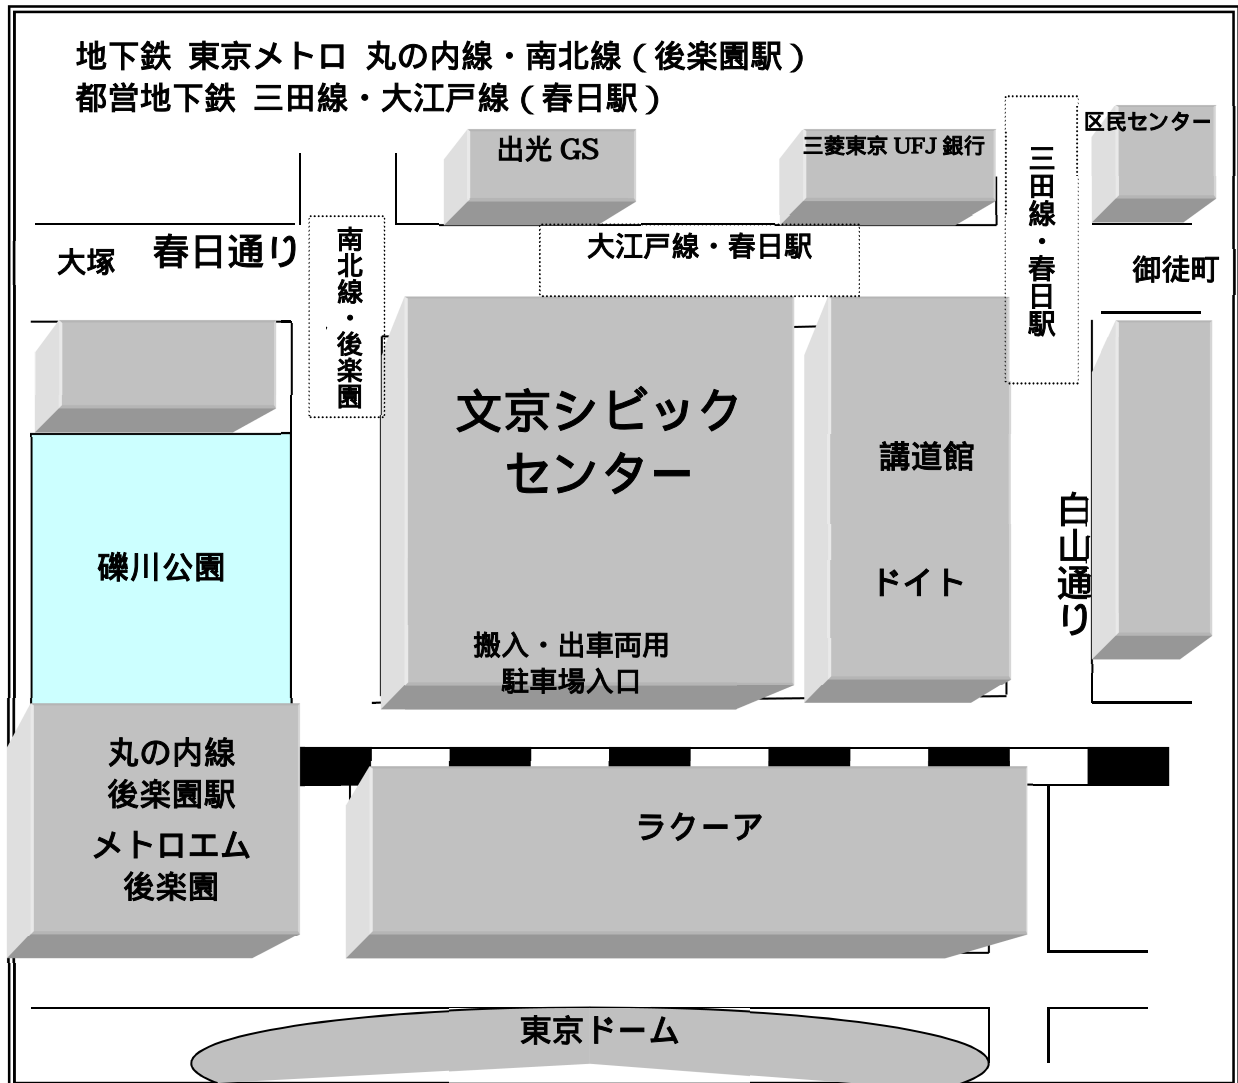 地下鉄 東京メトロ 丸の内線・南北線（後楽園駅）
都営地下鉄 三田線・大江戸線（春日駅）
出光 GS
三菱東京 UFJ 銀行
区民センター
三田線・春日駅
大塚
春日通り
南北線・後楽園
大江戸線・春日駅
御徒町
文京シビック
センター
講道館
ドイト
白山通り
礫川公園
搬入・出車両用
駐車場入口
丸の内線
後楽園駅
メトロエム
後楽園
ラクーア
東京ドーム